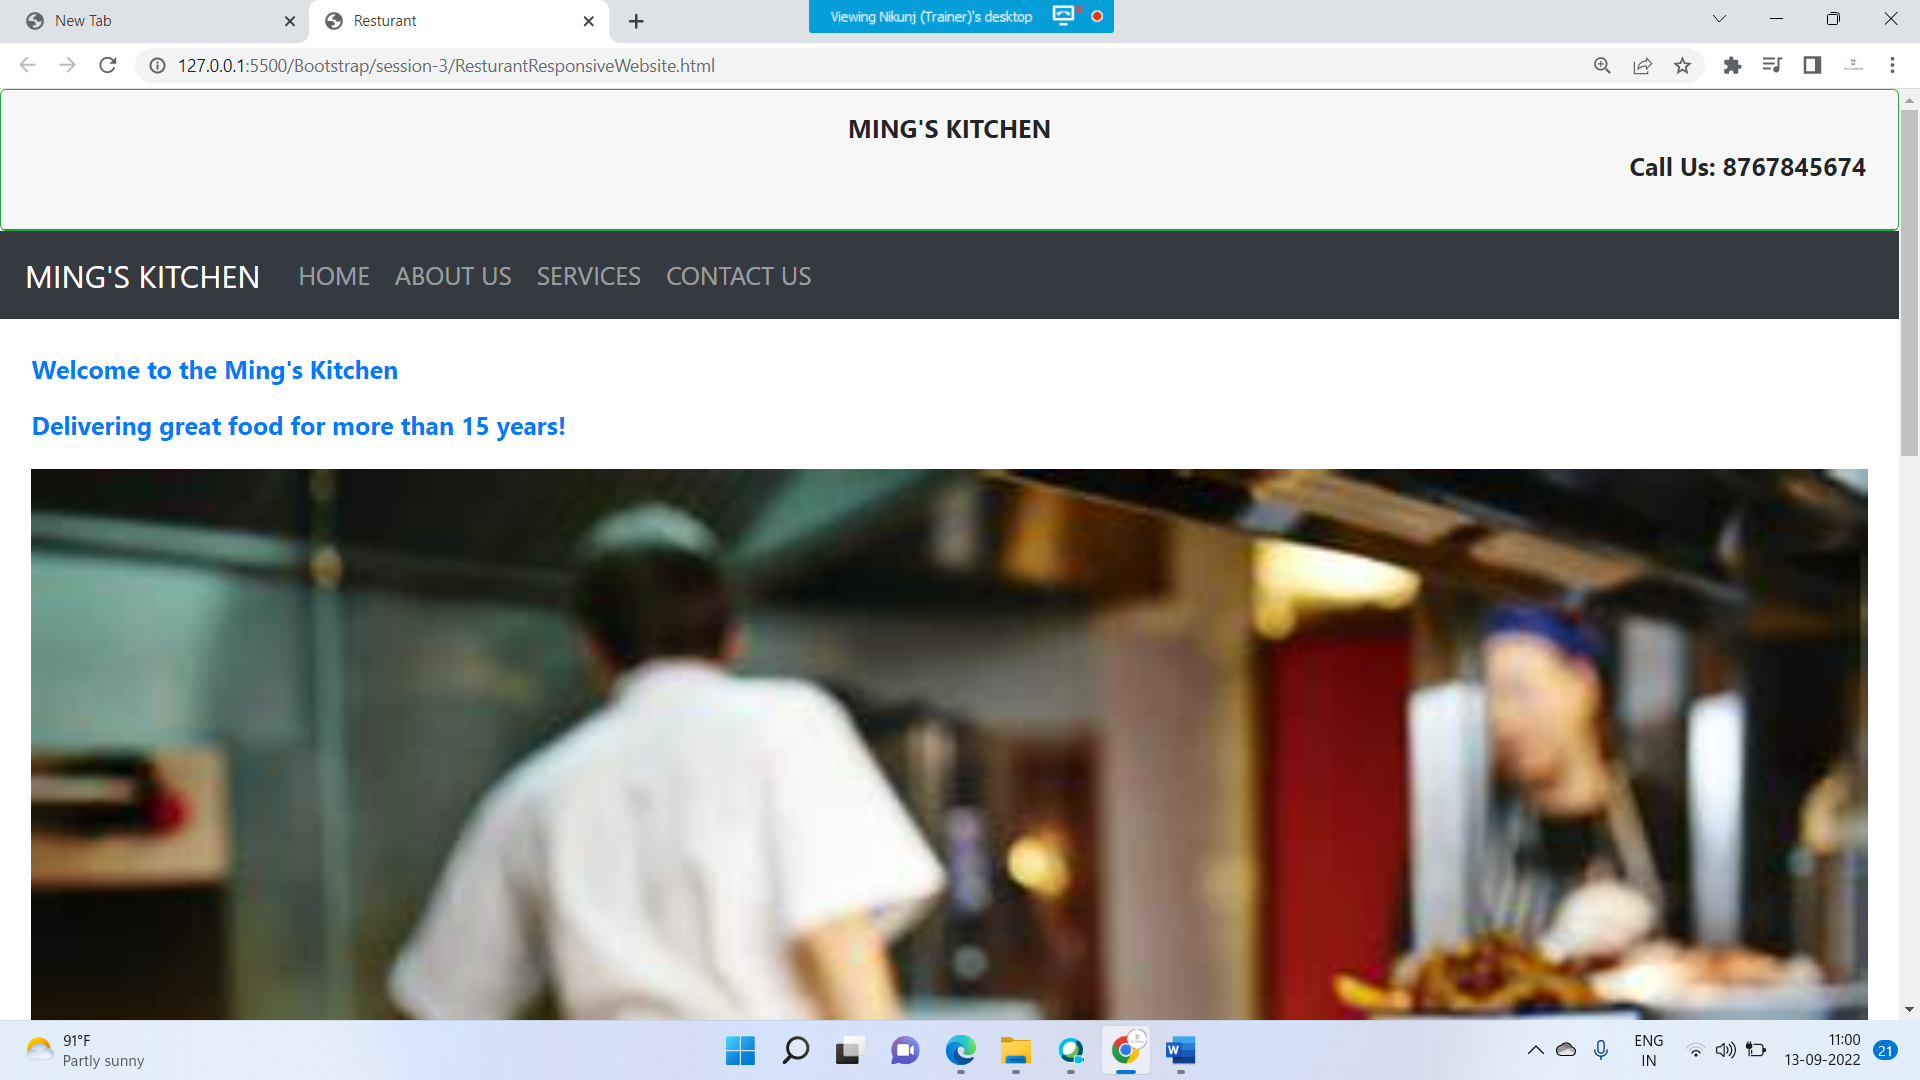 New Tab
Resturant
Viewing Nikunj (Trainer)'s desktop
127.0.0.1:5500/Bootstrap/session-3/ResturantResponsiveWebsite.html
MING'S KITCHEN
Call Us: 8767845674
MING'S KITCHEN HOME ABOUT US SERVICES CONTACT US
Welcome to the Ming's Kitchen
Delivering great food for more than 15 years!
91°F
Partly sunny
W
ENG
IN
11:00
13-09-2022
21